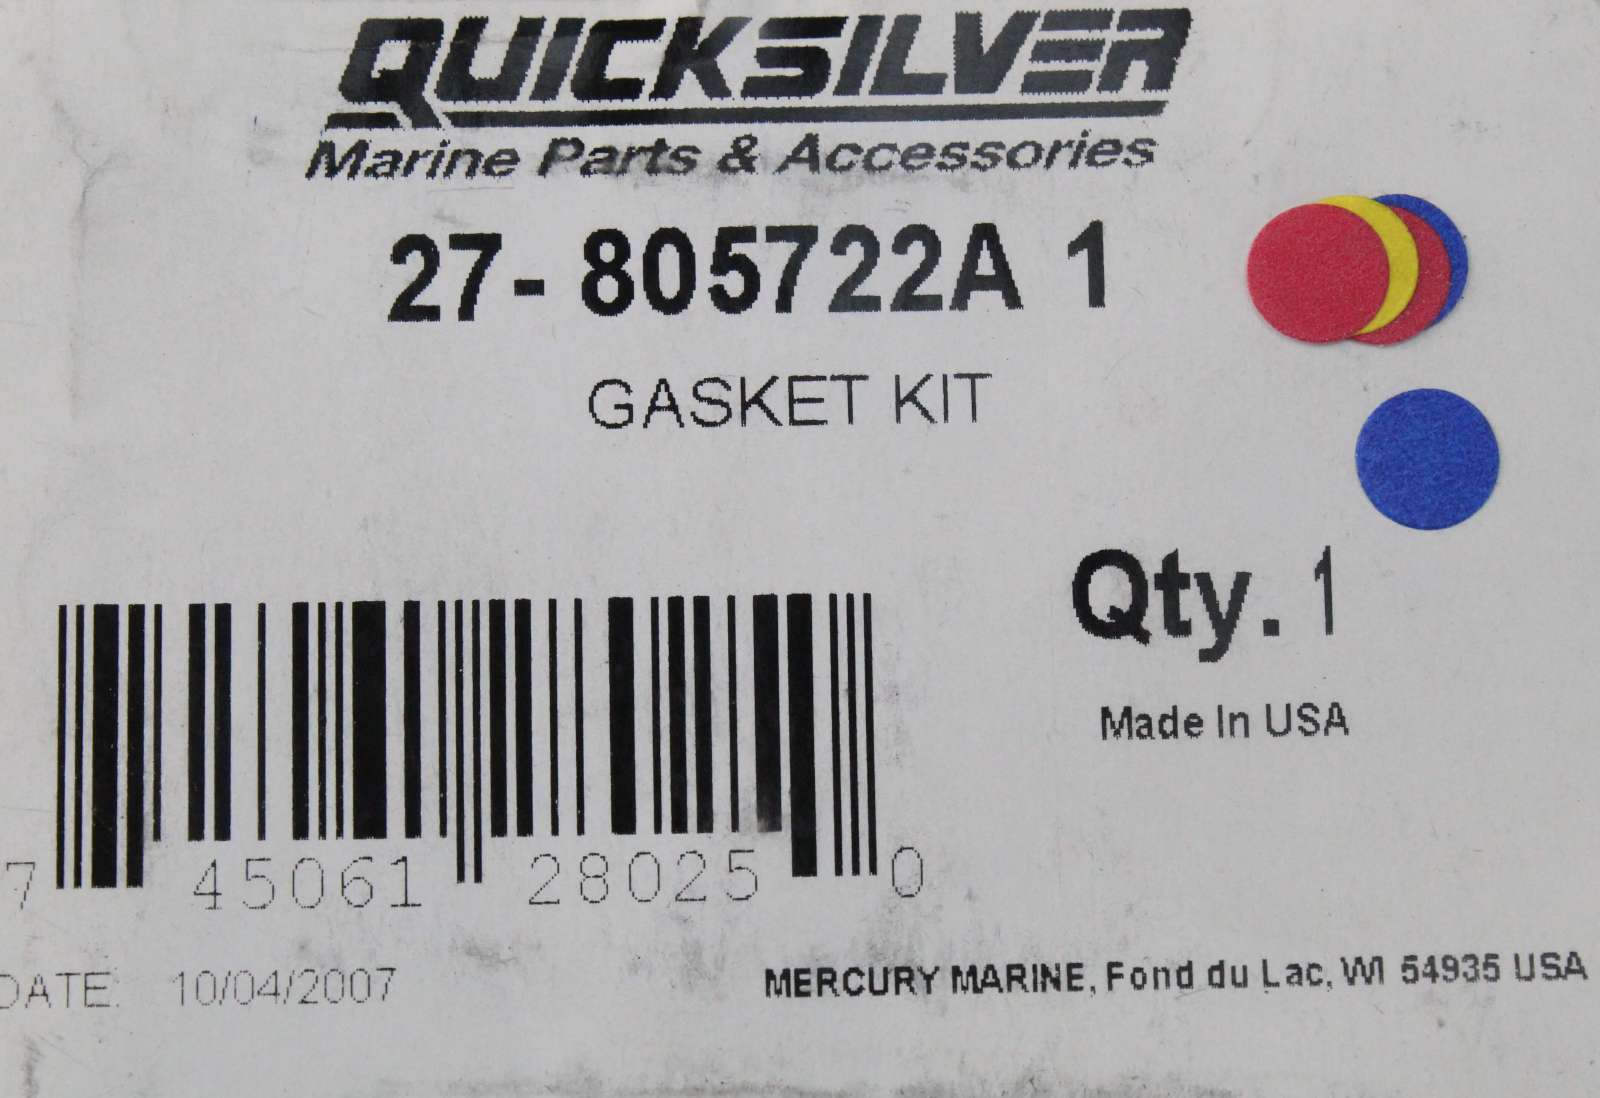 QUICKSILVER
Marine Parts & Accessories
27-805722A 1
GASKET KIT
Qty. 1
Made In USA
7 45061 28025 0
DATE: 10/04/2007
MERCURY MARINE, Fond du Lac, WI 54935 USA